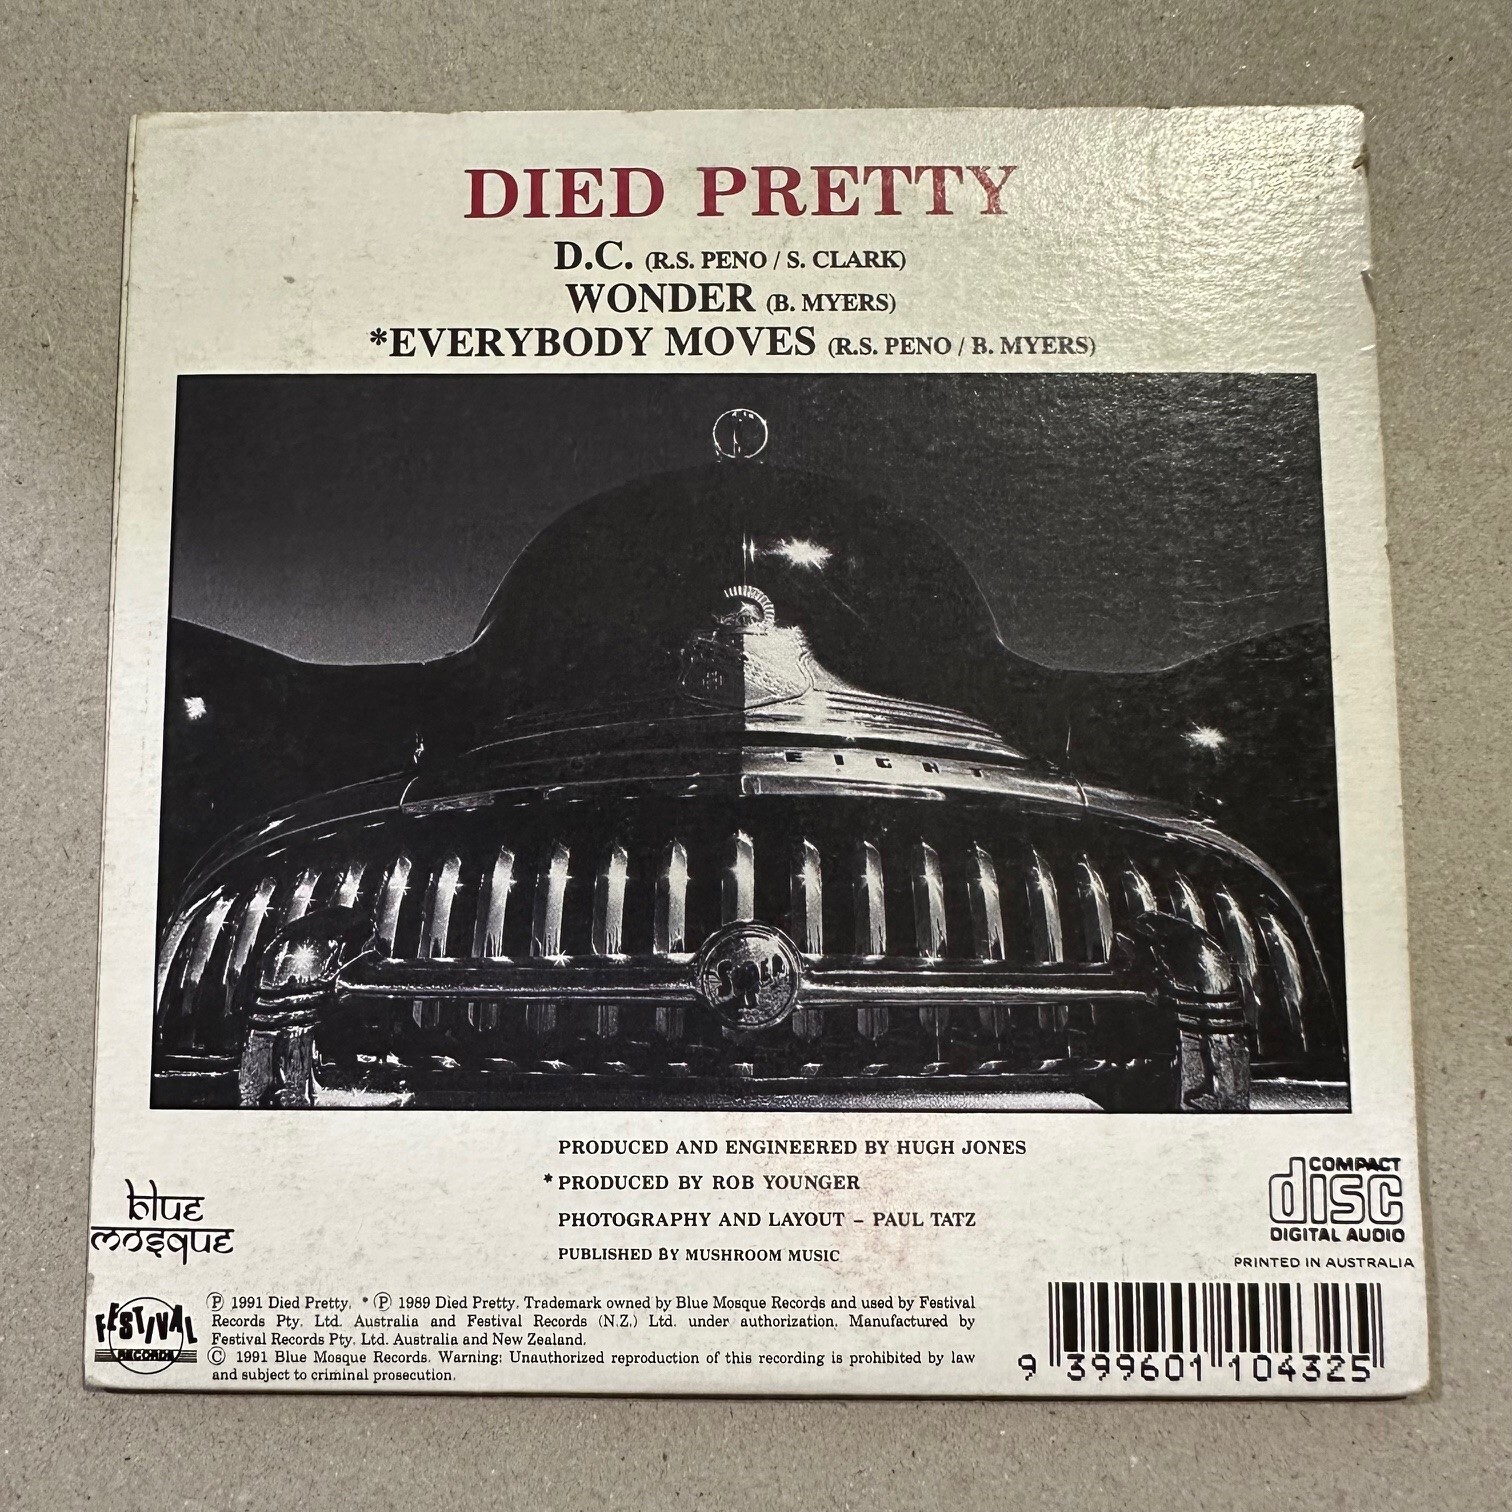 DIED PRETTY
D.C. (R.S. PENO / S. CLARK)
WONDER (B. MYERS)
*EVERYBODY MOVES (R.S. PENO / B. MYERS)
EIGHT
SUPER
PRODUCED AND ENGINEERED BY HUGH JONES
* PRODUCED BY ROB YOUNGER
PHOTOGRAPHY AND LAYOUT – PAUL TATZ
PUBLISHED BY MUSHROOM MUSIC
blue
mosque
COMPACT
disc
DIGITAL AUDIO
PRINTED IN AUSTRALIA
FESTIVAL
RECORDS
Ⓟ 1991 Died Pretty. * Ⓟ 1989 Died Pretty. Trademark owned by Blue Mosque Records and used by Festival
Records Pty. Ltd. Australia and Festival Records (N.Z.) Ltd. under authorization. Manufactured by
Festival Records Pty. Ltd. Australia and New Zealand.
© 1991 Blue Mosque Records. Warning: Unauthorized reproduction of this recording is prohibited by law
and subject to criminal prosecution.
9 399601 104325